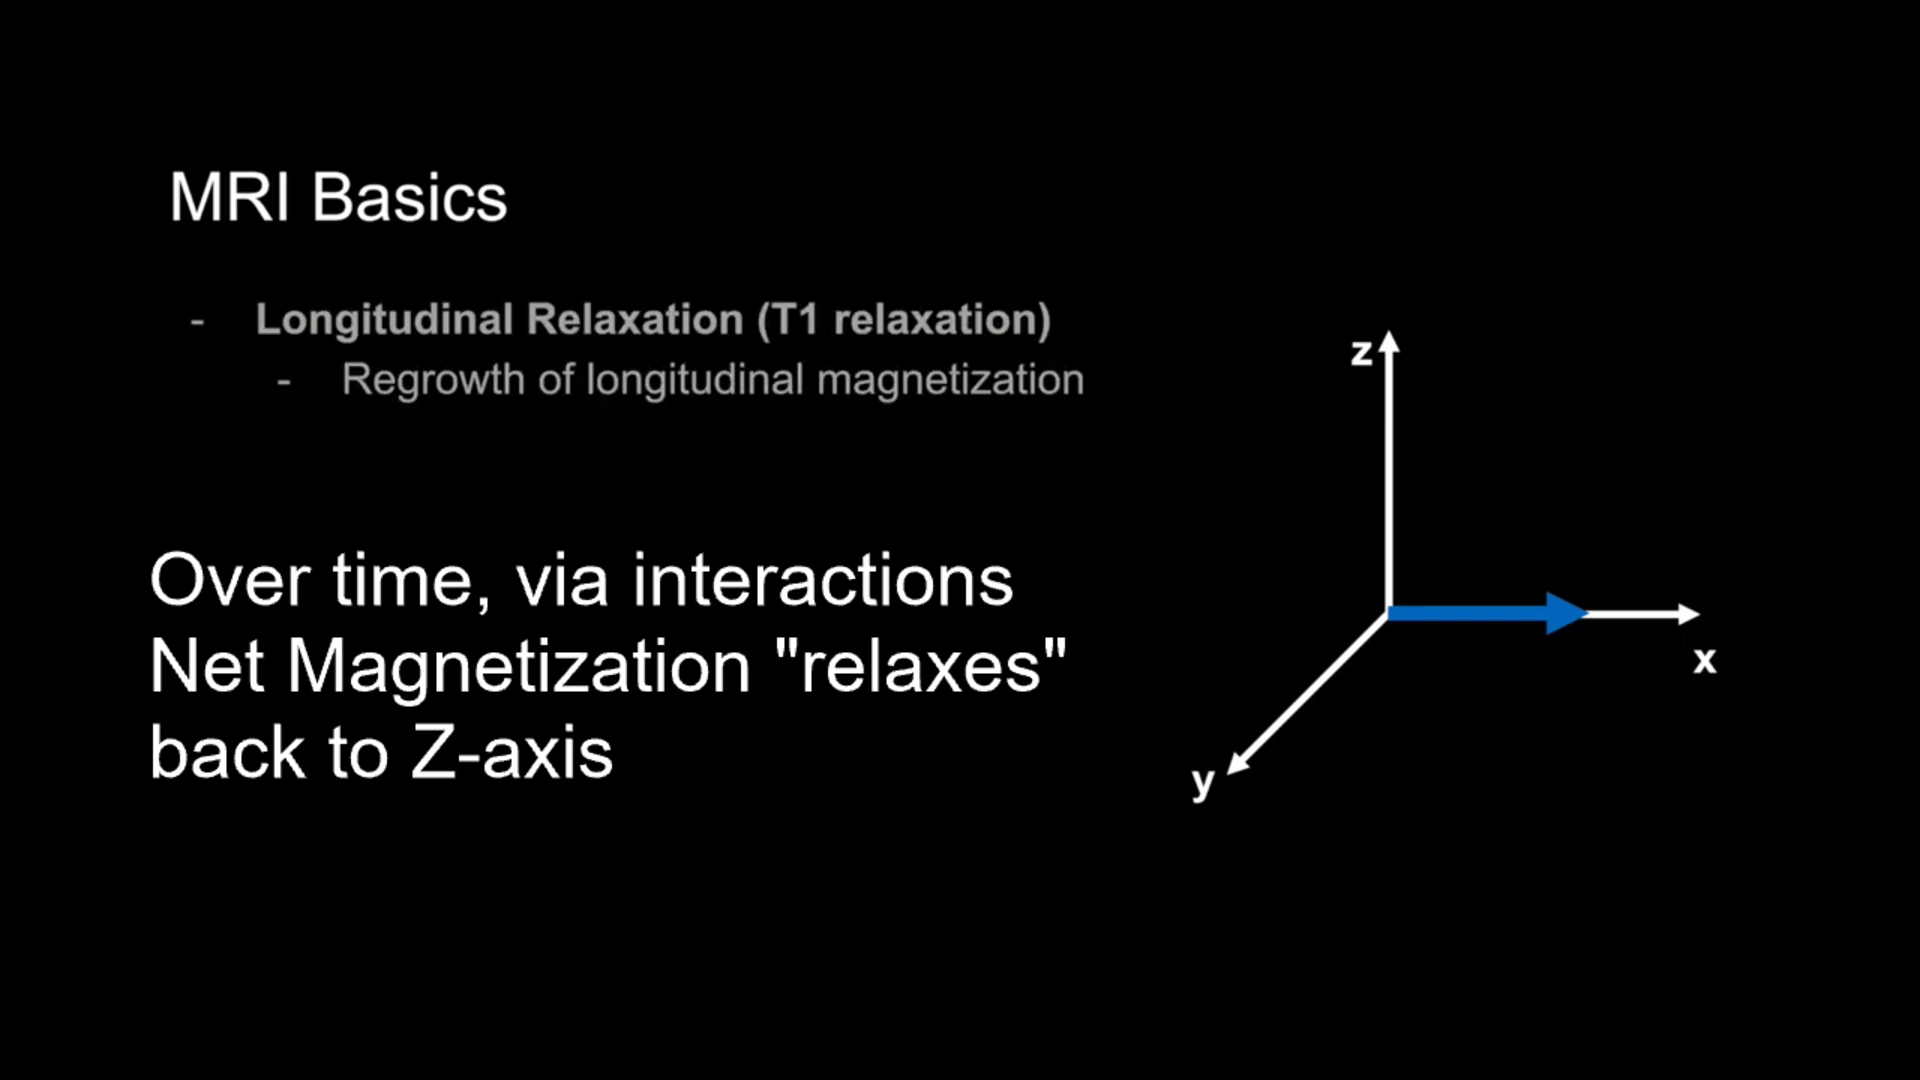 MRI Basics
- Longitudinal Relaxation (T1 relaxation)
- Regrowth of longitudinal magnetization
Over time, via interactions
Net Magnetization "relaxes"
back to Z-axis
z
x
y